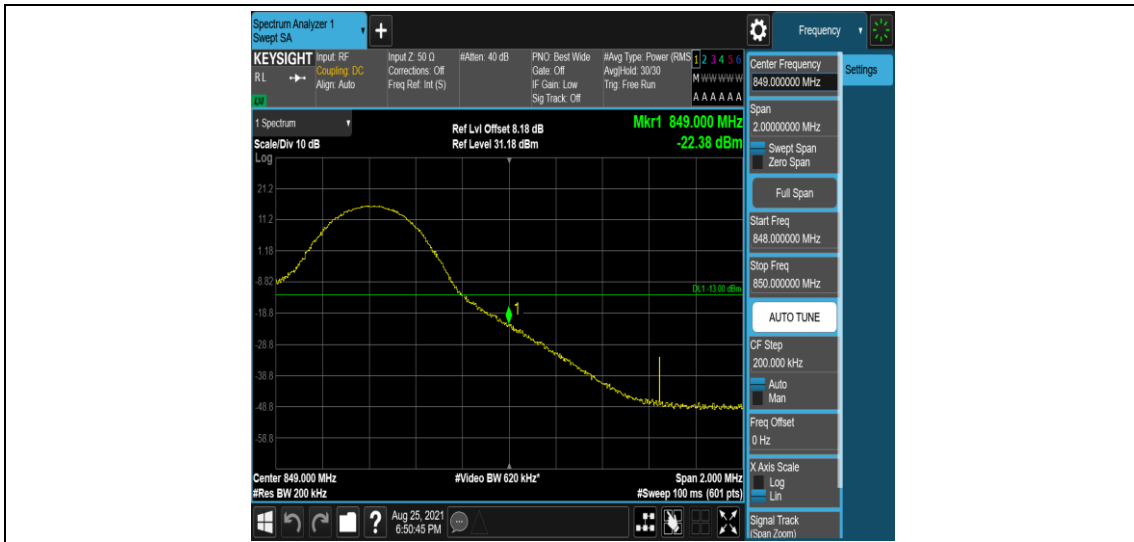 Spectrum Analyzer 1
Swept SA
+
Frequency
KEYSIGHT
RL
LXI
Input: RF
Coupling: DC
Align: Auto
Input Z: 50 Ω
Corrections: Off
Freq Ref: Int (S)
#Atten: 40 dB
PNO: Best Wide
Gate: Off
IF Gain: Low
Sig Track: Off
#Avg Type: Power (RMS
Avg|Hold: 30/30
Trig: Free Run
1 2 3 4 5 6
M W W W W W
A A A A A A
Center Frequency
849.000000 MHz
Settings
Span
2.00000000 MHz
Swept Span
Zero Span
Full Span
Start Freq
848.000000 MHz
Stop Freq
850.000000 MHz
AUTO TUNE
CF Step
200.000 kHz
Auto
Man
Freq Offset
0 Hz
X Axis Scale
Log
Lin
Signal Track
(Span Zoom)
1 Spectrum
Scale/Div 10 dB
Ref Lvl Offset 8.18 dB
Ref Level 31.18 dBm
Mkr1 849.000 MHz
-22.38 dBm
Log
21.2
11.2
1.18
-8.82
-18.8
-28.8
-38.8
-48.8
-58.8
DL1 -13.00 dBm
1
Center 849.000 MHz
#Res BW 200 kHz
#Video BW 620 kHz*
Span 2.000 MHz
#Sweep 100 ms (601 pts)
?
Aug 25, 2021
6:50:45 PM